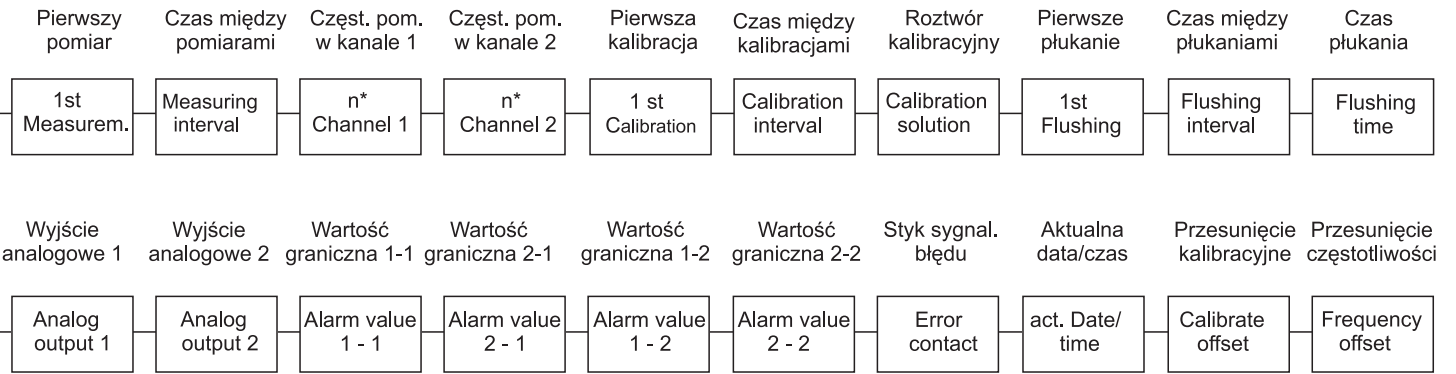 Pierwszy pomiar
Czas między pomiarami
Częst. pom. w kanale 1
Częst. pom. w kanale 2
Pierwsza kalibracja
Czas między kalibracjami
Roztwór kalibracyjny
Pierwsze płukanie
Czas między płukaniami
Czas płukania
1st
Measurem.
Measuring
interval
n*
Channel 1
n*
Channel 2
1 st
Calibration
Calibration
interval
Calibration
solution
1st
Flushing
Flushing
interval
Flushing
time
Wyjście
analogowe 1
Wyjście
analogowe 2
Wartość
graniczna 1-1
Wartość
graniczna 2-1
Wartość
graniczna 1-2
Wartość
graniczna 2-2
Styk sygnal.
błędu
Aktualna
data/czas
Przesunięcie
kalibracyjne
Przesunięcie
częstotliwości
Analog
output 1
Analog
output 2
Alarm value
1 - 1
Alarm value
2 - 1
Alarm value
1 - 2
Alarm value
2 - 2
Error
contact
act. Date/
time
Calibrate
offset
Frequency
offset